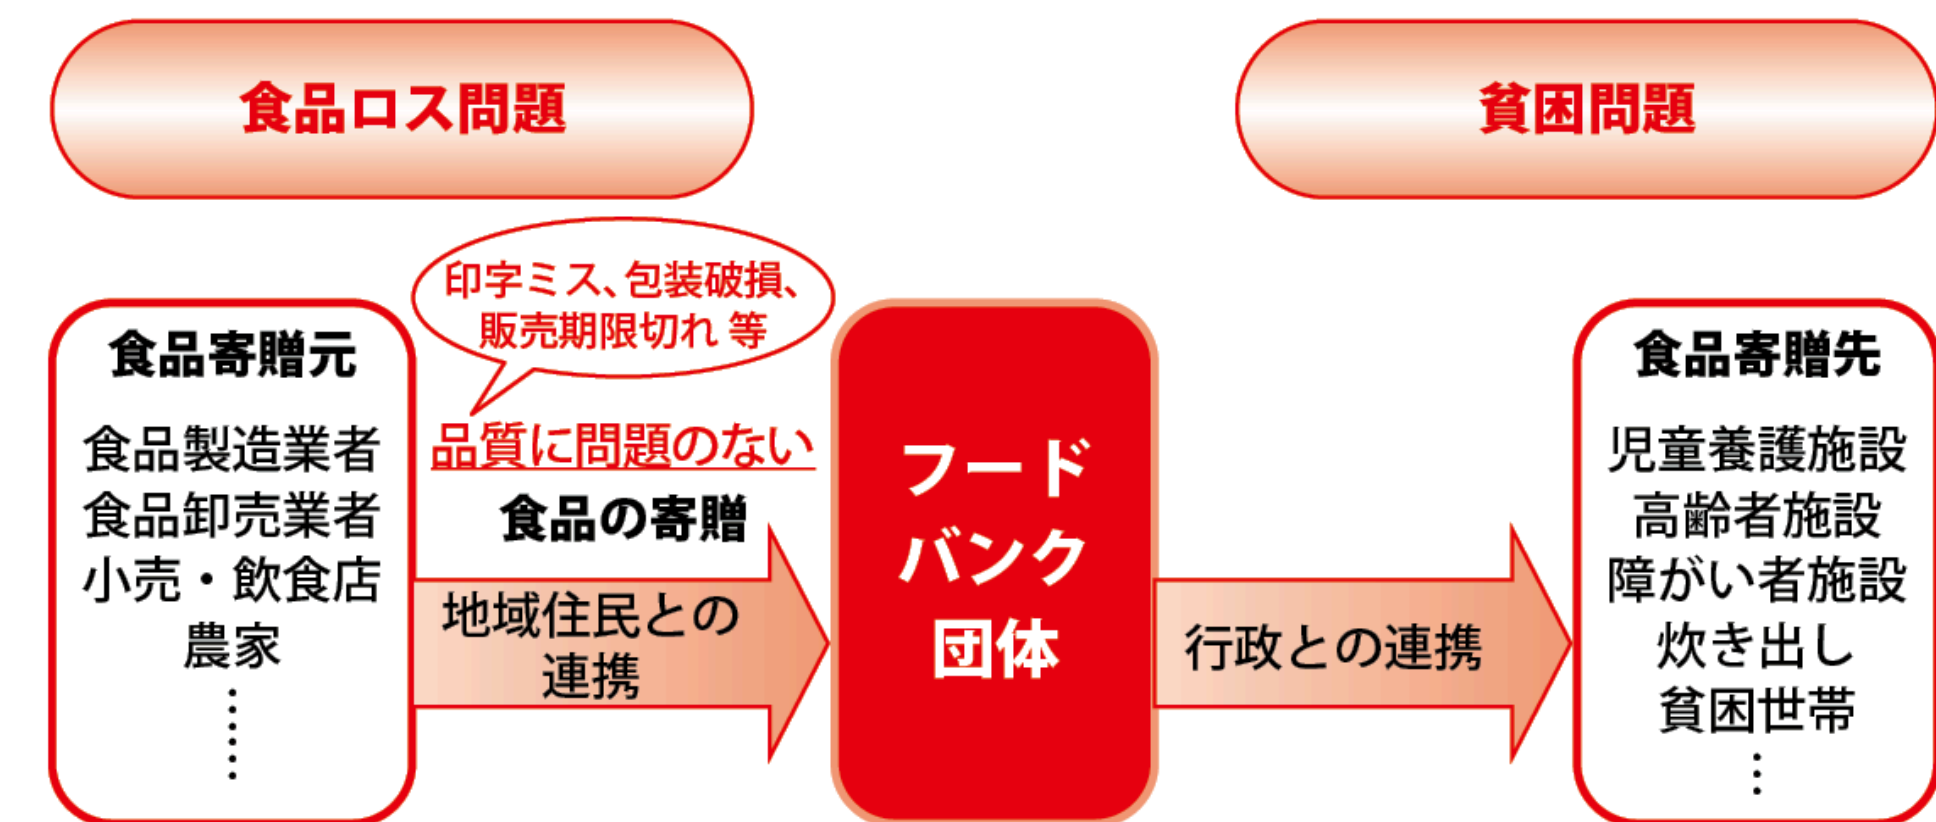 食品ロス問題
貧困問題
印字ミス、包装破損、
販売期限切れ 等
食品寄贈元
食品製造業者
食品卸売業者
小売・飲食店
農家
⋮
品質に問題のない
食品の寄贈
地域住民との
連携
フード
バンク
団体
行政との連携
食品寄贈先
児童養護施設
高齢者施設
障がい者施設
炊き出し
貧困世帯
⋮